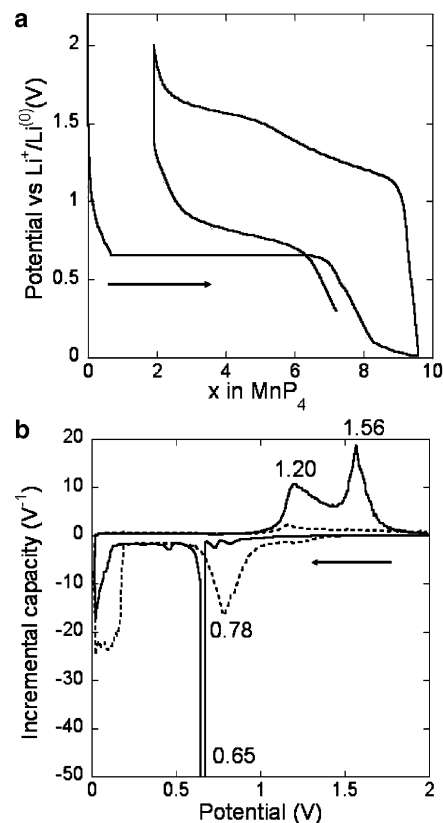 a
Potential vs Li⁺/Li⁽⁰⁾(V)
2
1.5
1
0.5
0
0 2 4 6 8 10
x in MnP₄
b
Incremental capacity (V⁻¹)
20
10
0
-10
-20
-30
-40
-50
1.56
1.20
0.78
0.65
0 0.5 1 1.5 2
Potential (V)